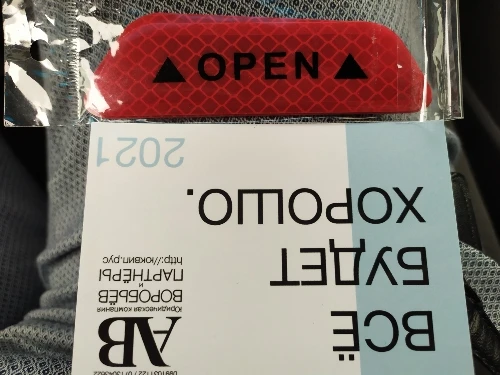 OPEN
ВСЁ
БУДЕТ
ХОРОШО.
2021
АВ
Юридическая компания
ВОРОБЬЁВ
и
ПАРТНЁРЫ
http://юквип.рус